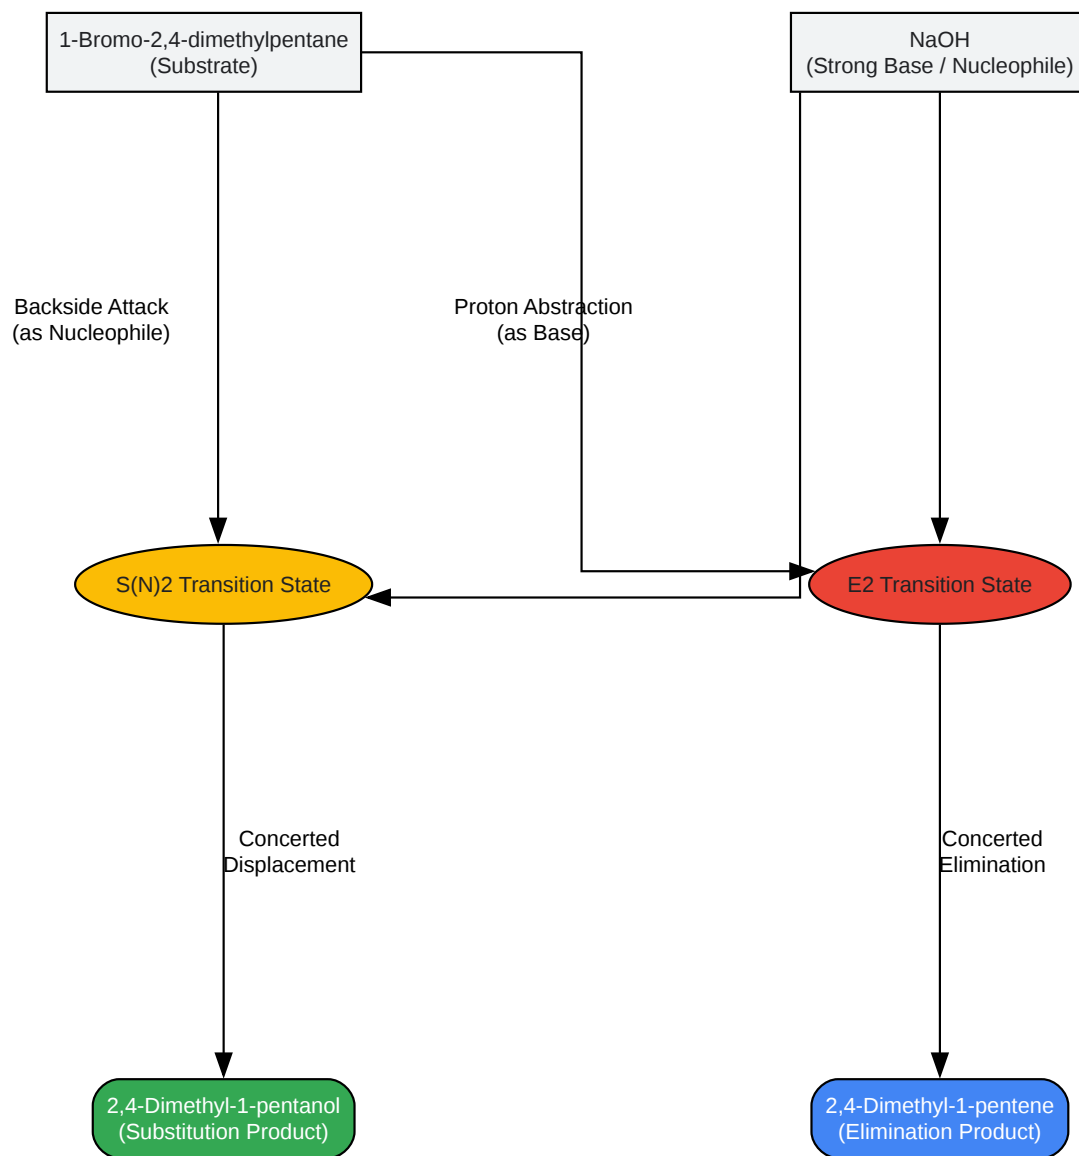 1-Bromo-2,4-dimethylpentane
(Substrate)
NaOH
(Strong Base / Nucleophile)
Backside Attack
(as Nucleophile)
Proton Abstraction
(as Base)
S(N)2 Transition State
E2 Transition State
Concerted
Displacement
Concerted
Elimination
2,4-Dimethyl-1-pentanol
(Substitution Product)
2,4-Dimethyl-1-pentene
(Elimination Product)